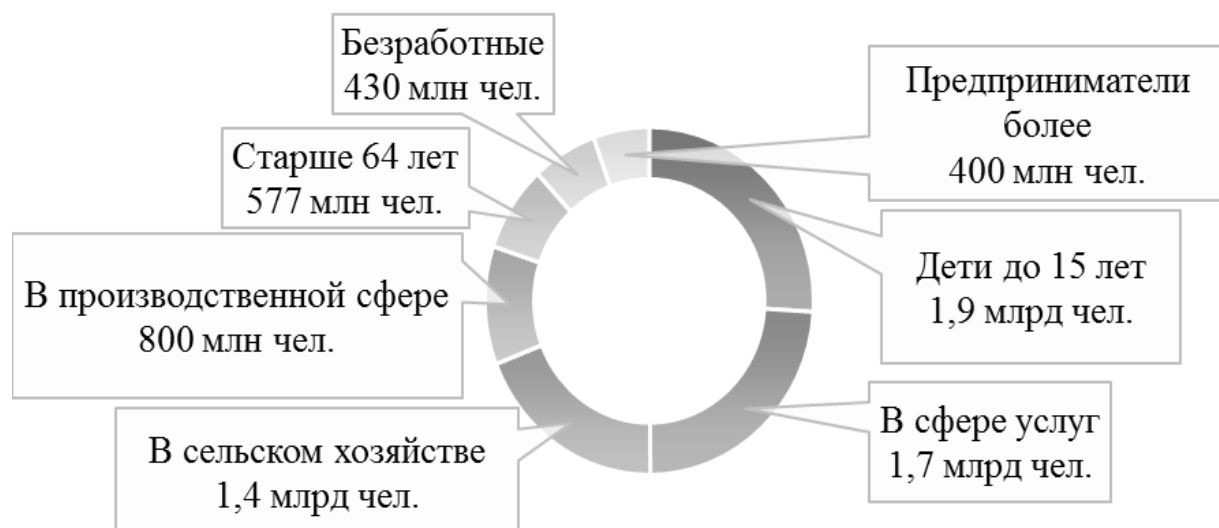 Безработные
430 млн чел.
Предприниматели
более
400 млн чел.
Старше 64 лет
577 млн чел.
Дети до 15 лет
1,9 млрд чел.
В производственной сфере
800 млн чел.
В сфере услуг
1,7 млрд чел.
В сельском хозяйстве
1,4 млрд чел.